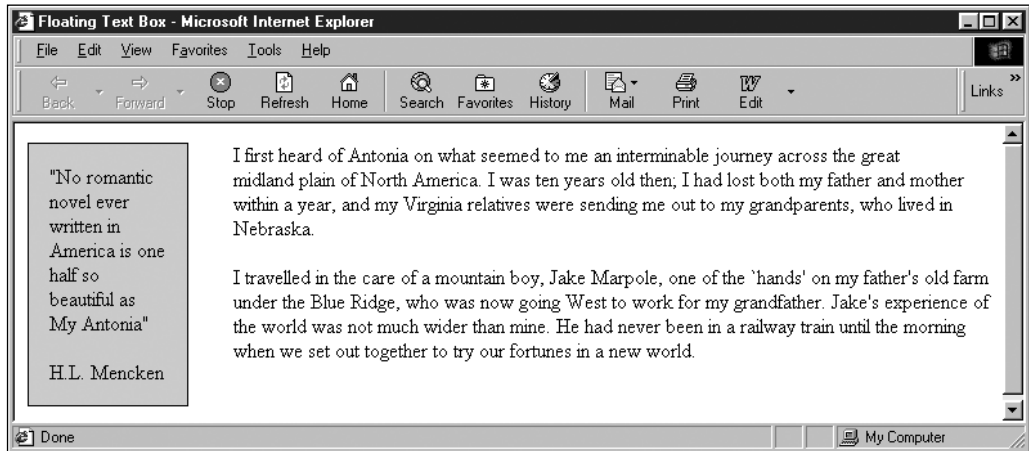 Floating Text Box - Microsoft Internet Explorer
File Edit View Favorites Tools Help
Back Forward Stop Refresh Home Search Favorites History Mail Print Edit Links »
"No romantic
novel ever
written in
America is one
half so
beautiful as
My Antonia"
H.L. Mencken
I first heard of Antonia on what seemed to me an interminable journey across the great
midland plain of North America. I was ten years old then; I had lost both my father and mother
within a year, and my Virginia relatives were sending me out to my grandparents, who lived in
Nebraska.
I travelled in the care of a mountain boy, Jake Marpole, one of the `hands' on my father's old farm
under the Blue Ridge, who was now going West to work for my grandfather. Jake's experience of
the world was not much wider than mine. He had never been in a railway train until the morning
when we set out together to try our fortunes in a new world.
Done My Computer